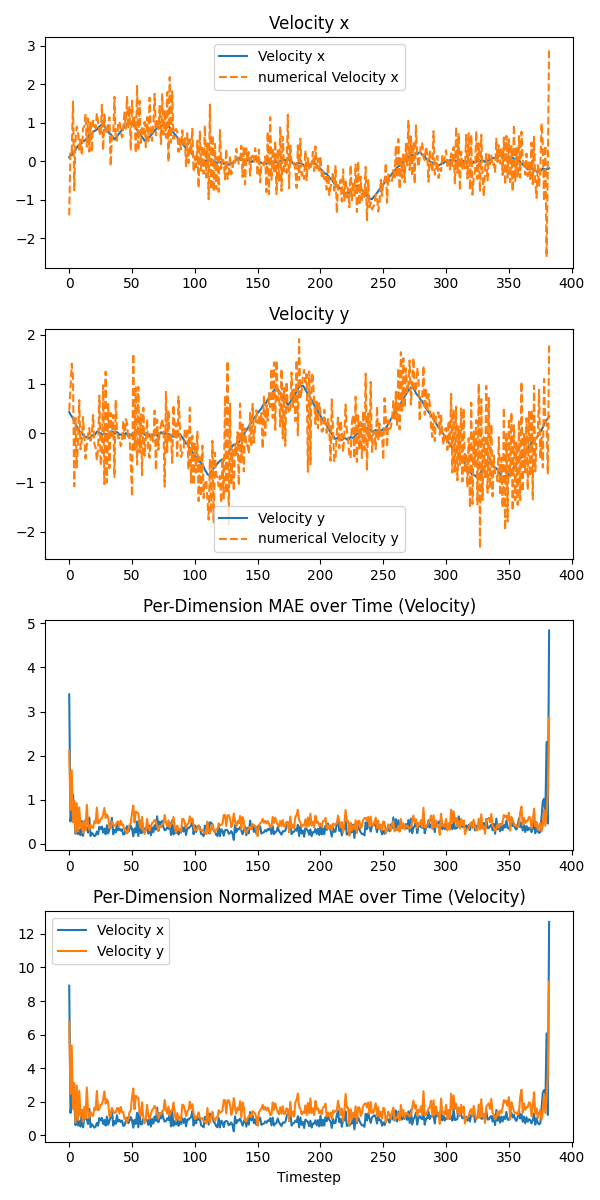 Velocity x
3
2
1
0
−1
−2
Velocity x
numerical Velocity x
0 50 100 150 200 250 300 350 400
Velocity y
2
1
0
−1
−2
Velocity y
numerical Velocity y
0 50 100 150 200 250 300 350 400
Per-Dimension MAE over Time (Velocity)
5
4
3
2
1
0
0 50 100 150 200 250 300 350 400
Per-Dimension Normalized MAE over Time (Velocity)
12
10
8
6
4
2
0
Velocity x
Velocity y
0 50 100 150 200 250 300 350 400
Timestep